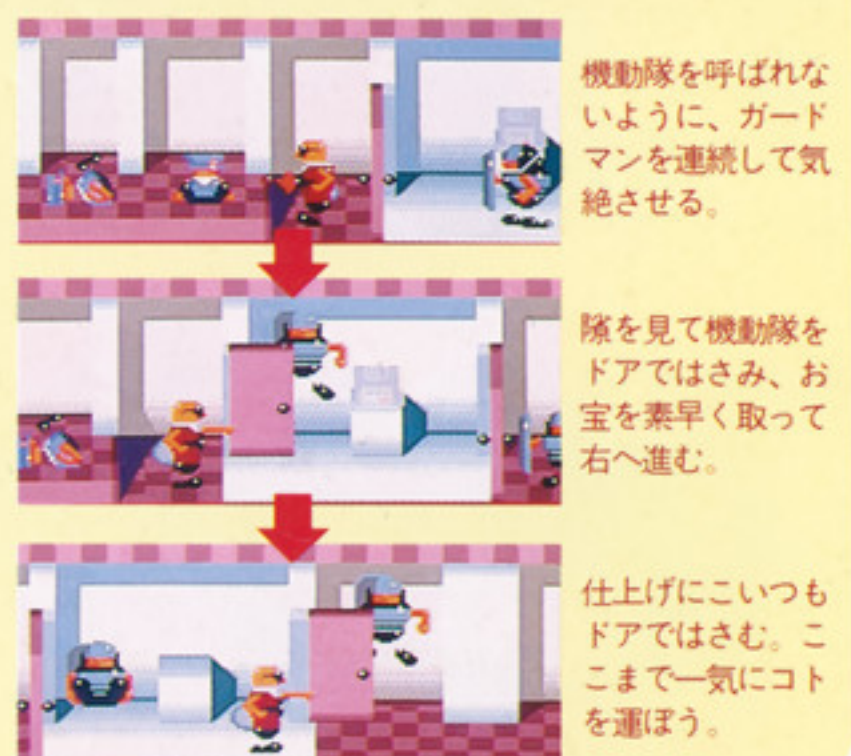 機動隊を呼ばれな
いように、ガード
マンを連続して気
絶させる。
隙を見て機動隊を
ドアではさみ、お
宝を素早く取って
右へ進む。
仕上げにこいつも
ドアではさむ。こ
こまで一気にコト
を運ぼう。